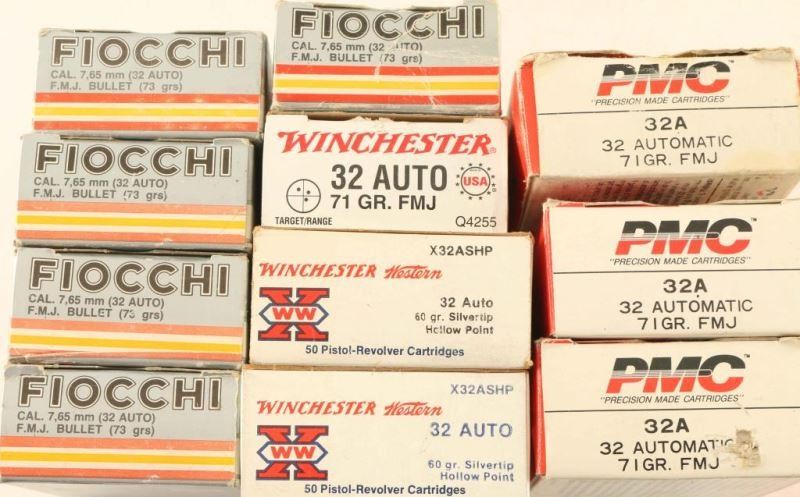 FIOCCHI
CAL. 7,65 mm (32 AUTO)
F.M.J. BULLET (73 grs)
FIOCCHI
CAL. 7,65 mm (32 AUTO)
F.M.J. BULLET (73 grs)
FIOCCHI
CAL. 7,65 mm (32 AUTO)
F.M.J. BULLET (73 grs)
FIOCCHI
CAL. 7,65 mm (32 AUTO)
F.M.J. BULLET (73 grs)
FIOCCHI
CAL. 7,65 mm (32 AUTO)
F.M.J. BULLET (73 grs)
WINCHESTER
32 AUTO
71 GR. FMJ
USA
TARGET/RANGE
Q4255
X32ASHP
WINCHESTER Western
X
WW
32 Auto
60 gr. Silvertip
Hollow Point
50 Pistol-Revolver Cartridges
X32ASHP
WINCHESTER Western
X
WW
32 AUTO
60 gr. Silvertip
Hollow Point
50 Pistol-Revolver Cartridges
PMC™
"PRECISION MADE CARTRIDGES"
32A
32 AUTOMATIC
71GR. FMJ
PMC™
"PRECISION MADE CARTRIDGES"
32A
32 AUTOMATIC
71GR. FMJ
PMC™
"PRECISION MADE CARTRIDGES"
32A
32 AUTOMATIC
71GR. FMJ